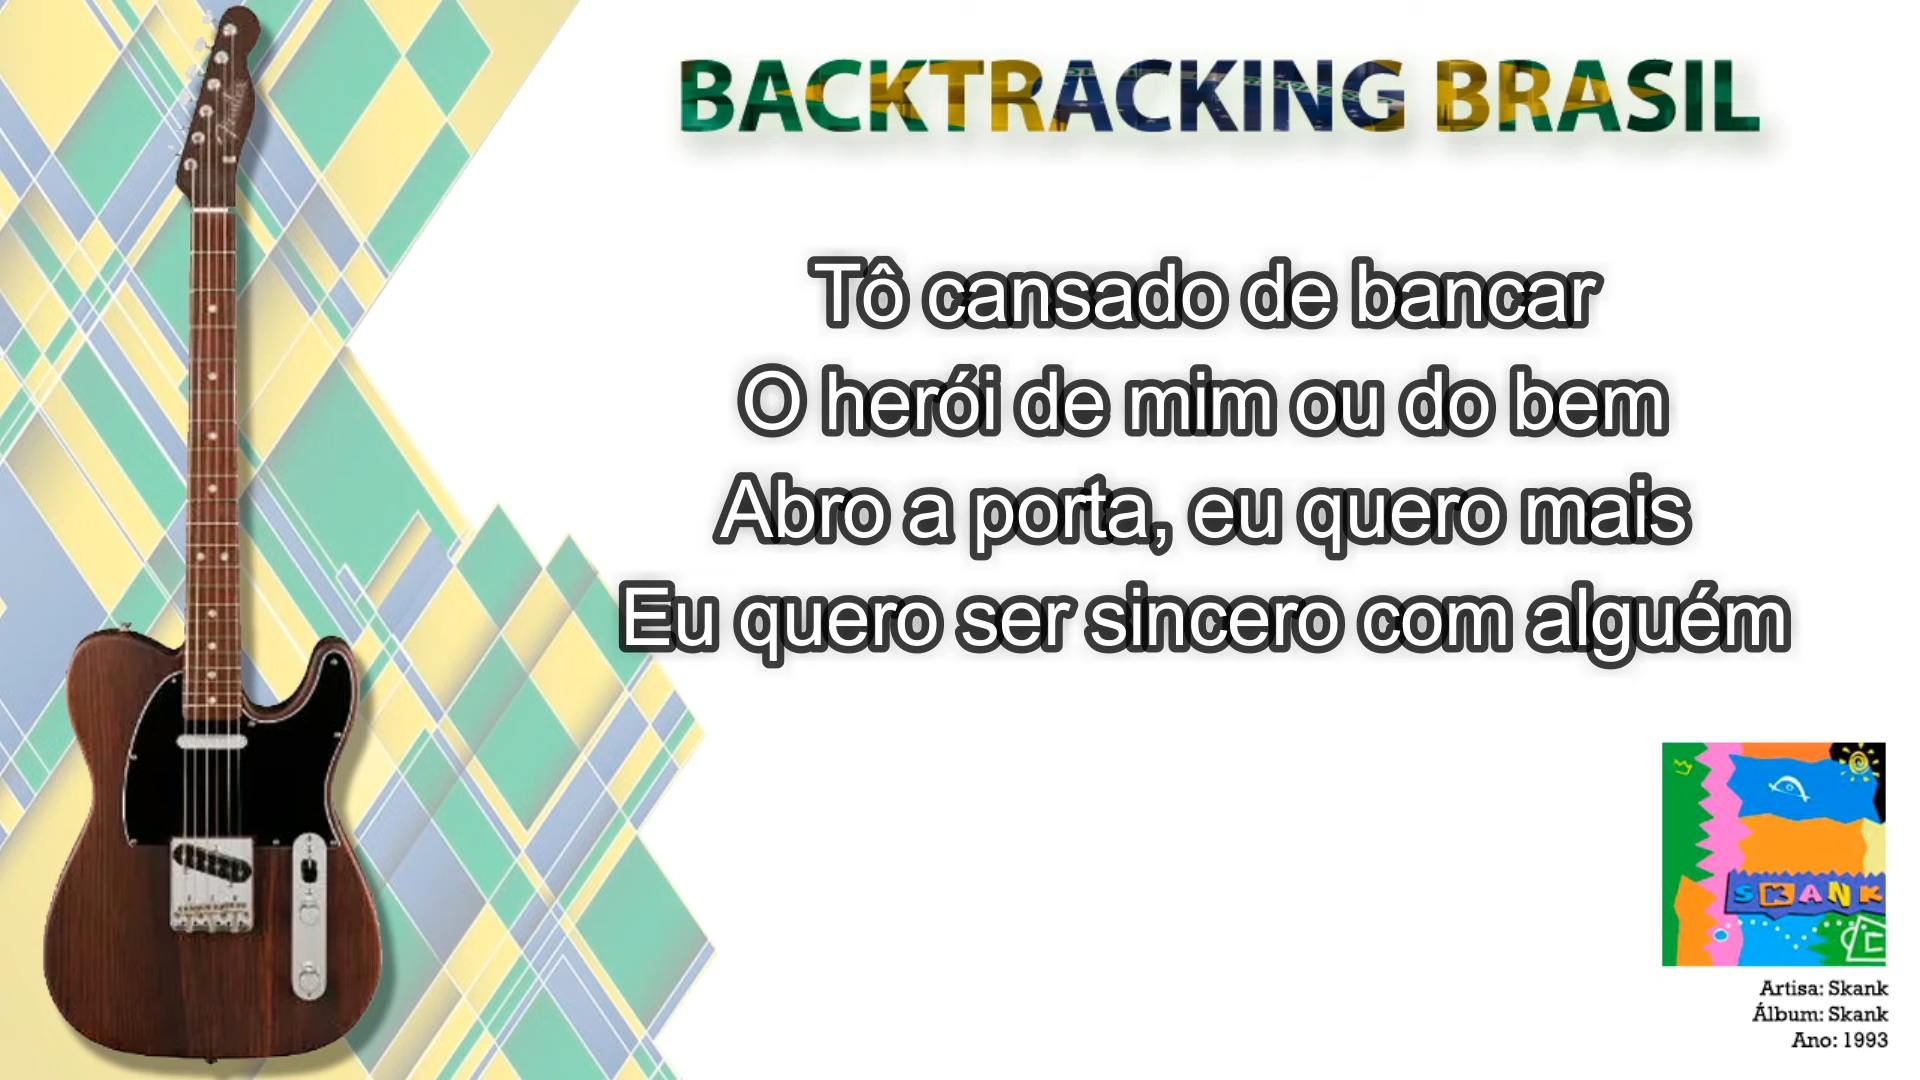 Fender
BACKTRACKING BRASIL
Tô cansado de bancar
O herói de mim ou do bem
Abro a porta, eu quero mais
Eu quero ser sincero com alguém
SKANK
Artisa: Skank
Álbum: Skank
Ano: 1993